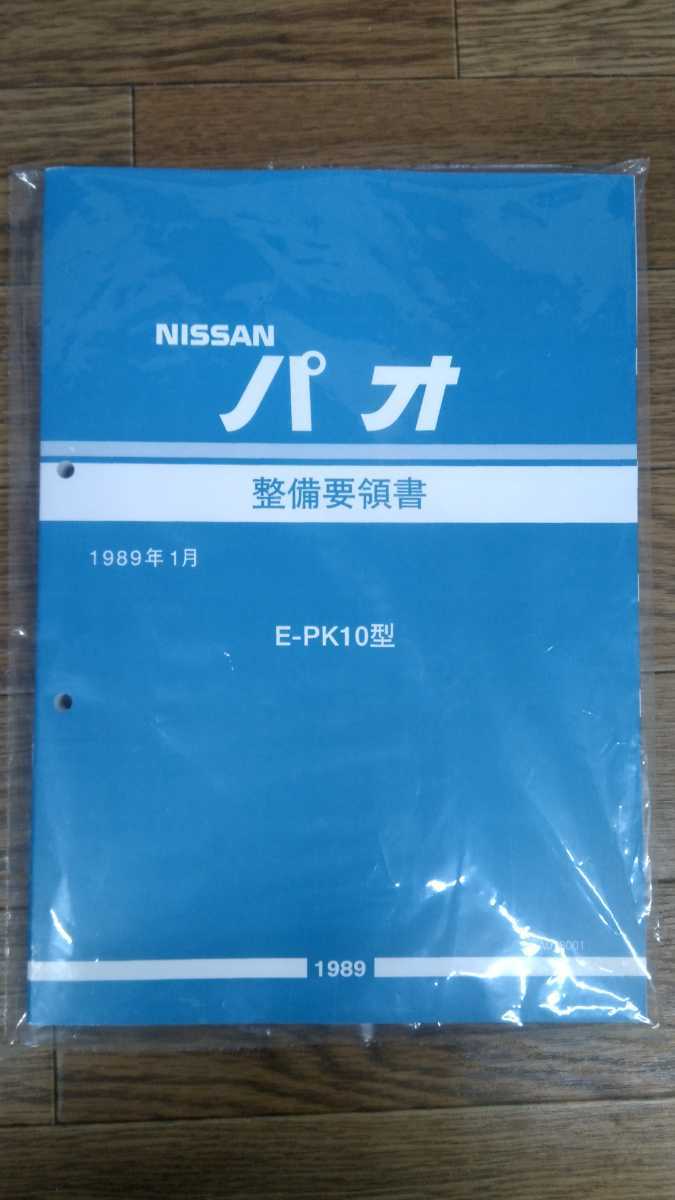 NISSAN
パオ
整備要領書
1989年1月
E-PK10型
1989